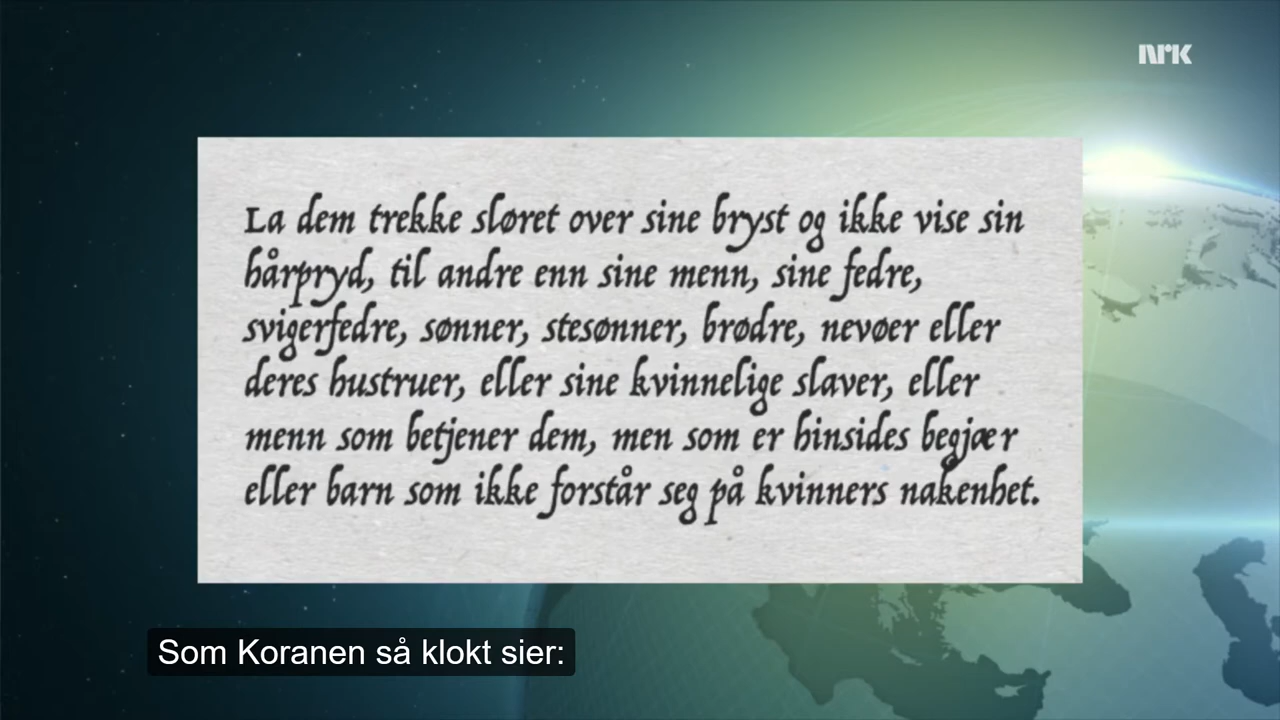 NRK
La dem trekke sløret over sine bryst og ikke vise sin
hårpryd, til andre enn sine menn, sine fedre,
svigerfedre, sønner, stesønner, brødre, nevøer eller
deres hustruer, eller sine kvinnelige slaver, eller
menn som betjener dem, men som er hinsides begjær
eller barn som ikke forstår seg på kvinners nakenhet.
Som Koranen så klokt sier: